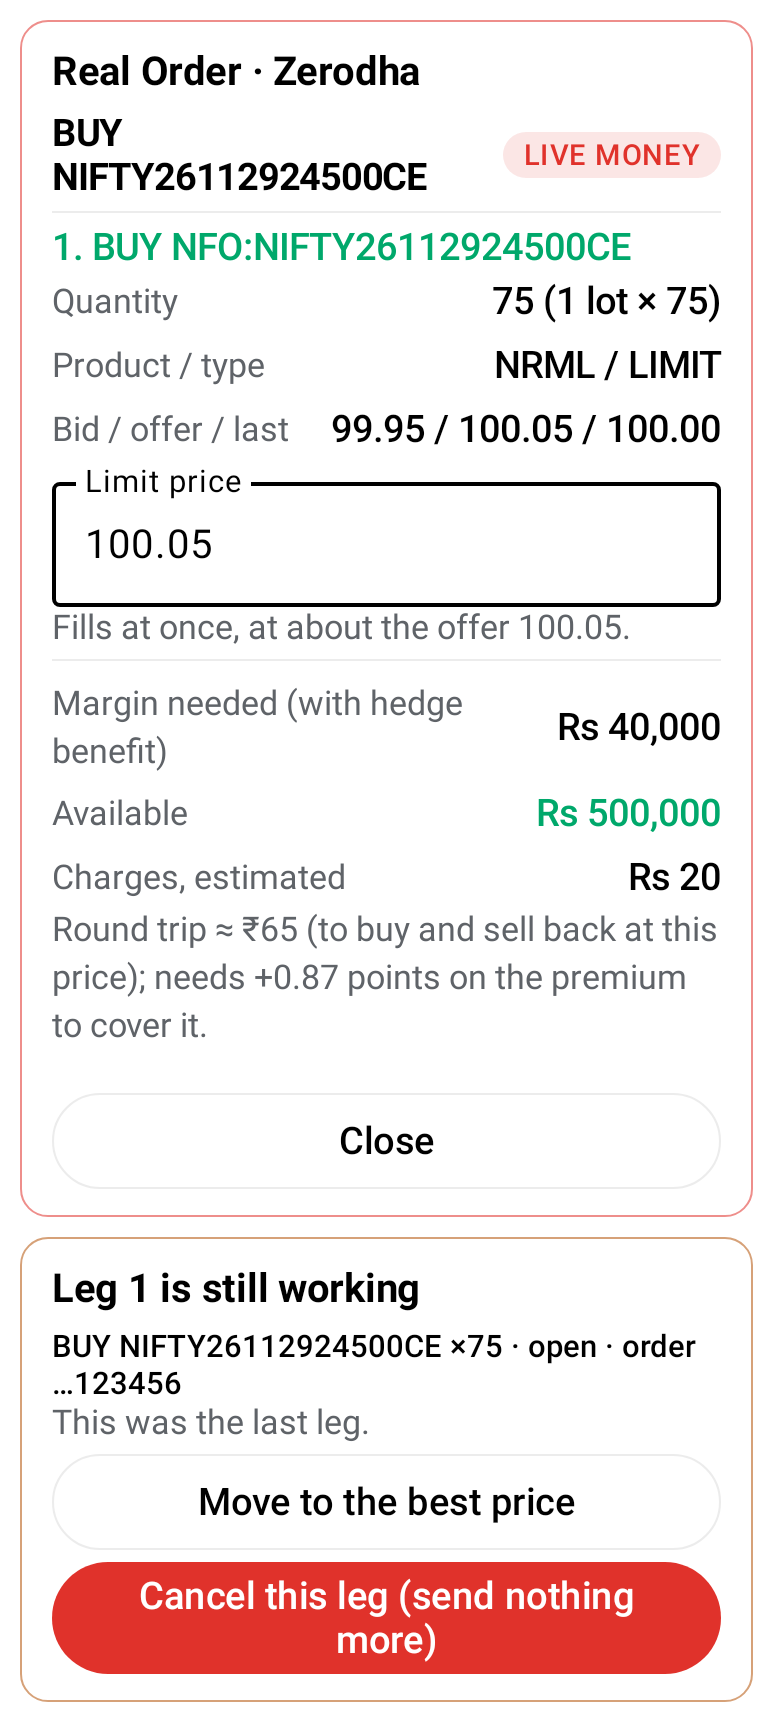 Real Order · Zerodha
BUY
NIFTY26112924500CE
LIVE MONEY
1. BUY NFO:NIFTY26112924500CE
Quantity 75 (1 lot × 75)
Product / type NRML / LIMIT
Bid / offer / last 99.95 / 100.05 / 100.00
Limit price
100.05
Fills at once, at about the offer 100.05.
Margin needed (with hedge
benefit) Rs 40,000
Available Rs 500,000
Charges, estimated Rs 20
Round trip ≈ ₹65 (to buy and sell back at this
price); needs +0.87 points on the premium
to cover it.
Close
Leg 1 is still working
BUY NIFTY26112924500CE ×75 · open · order
…123456
This was the last leg.
Move to the best price
Cancel this leg (send nothing
more)